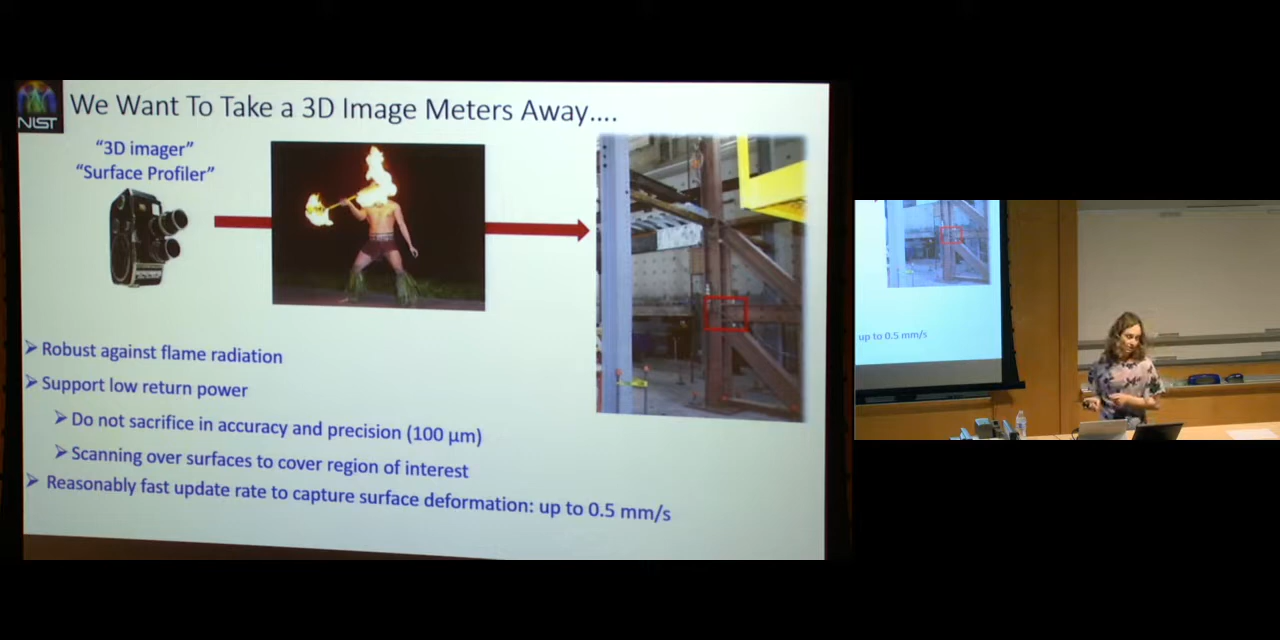 NIST
We Want To Take a 3D Image Meters Away....
“3D imager”
“Surface Profiler”
➢ Robust against flame radiation
➢ Support low return power
➢ Do not sacrifice in accuracy and precision (100 µm)
➢ Scanning over surfaces to cover region of interest
➢ Reasonably fast update rate to capture surface deformation: up to 0.5 mm/s
up to 0.5 mm/s